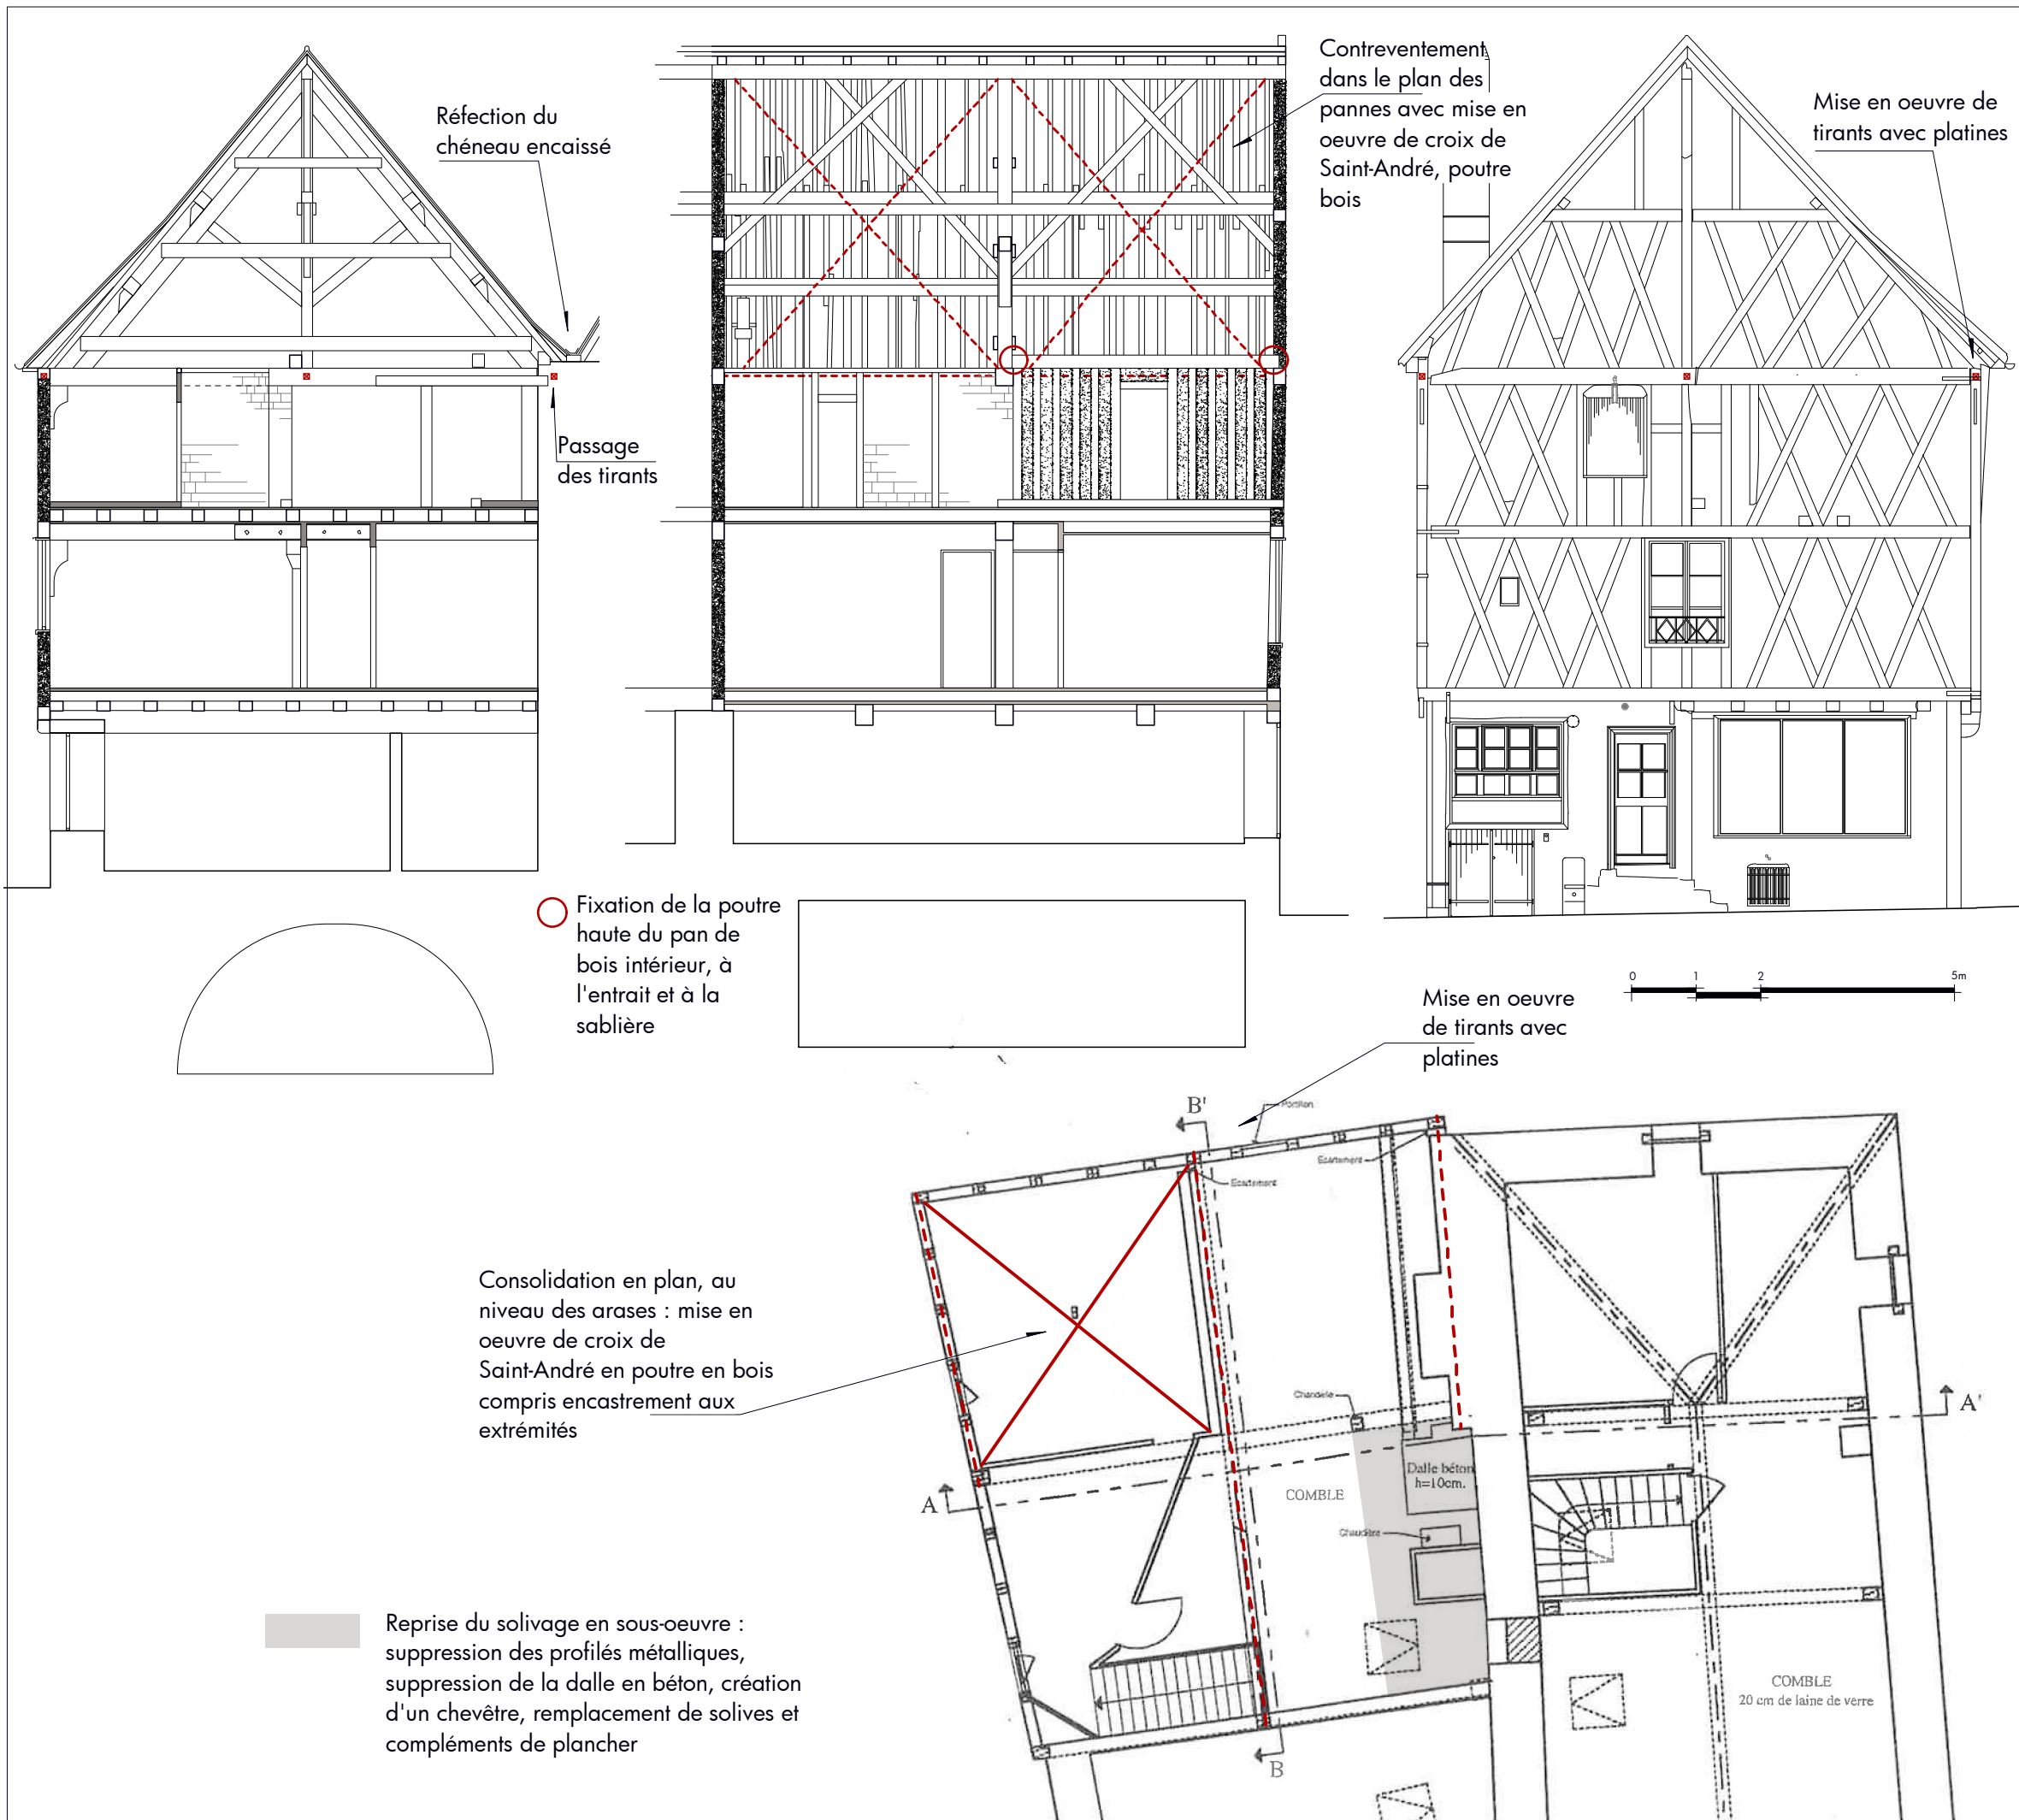 Réfection du
chéneau encaissé
Passage
des tirants
Contreventement
dans le plan des
pannes avec mise en
oeuvre de croix de
Saint-André, poutre
bois
Mise en oeuvre de
tirants avec platines
Fixation de la poutre
haute du pan de
bois intérieur, à
l'entrait et à la
sablière
0 1 2 5m
Mise en oeuvre
de tirants avec
platines
B'
Portillon
Ecartement
Ecartement
Consolidation en plan, au
niveau des arases : mise en
oeuvre de croix de
Saint-André en poutre en bois
compris encastrement aux
extrémités
Chandelle
A'
Dalle béton
h=10cm.
A
COMBLE
Chaudière
Reprise du solivage en sous-oeuvre :
suppression des profilés métalliques,
suppression de la dalle en béton, création
d'un chevêtre, remplacement de solives et
compléments de plancher
COMBLE
20 cm de laine de verre
B